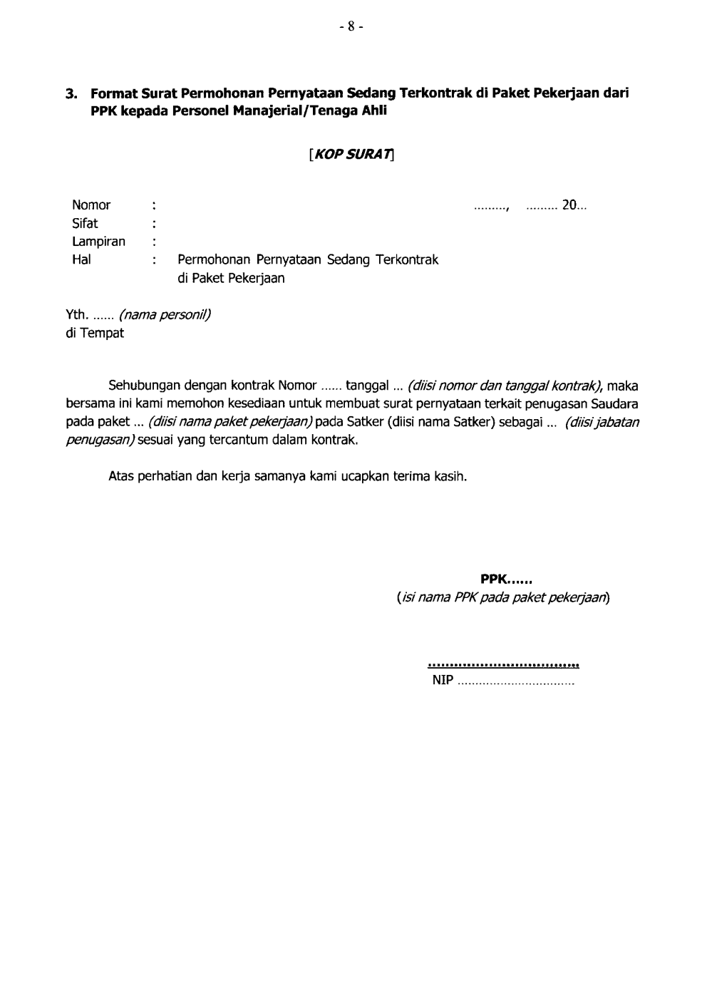 - 8 -
3. Format Surat Permohonan Pernyataan Sedang Terkontrak di Paket Pekerjaan dari
PPK kepada Personel Manajerial/Tenaga Ahli
[KOP SURAT]
Nomor : ........., ......... 20...
Sifat :
Lampiran :
Hal : Permohonan Pernyataan Sedang Terkontrak
di Paket Pekerjaan
Yth. ...... (nama personil)
di Tempat
Sehubungan dengan kontrak Nomor ...... tanggal ... (diisi nomor dan tanggal kontrak), maka
bersama ini kami memohon kesediaan untuk membuat surat pernyataan terkait penugasan Saudara
pada paket ... (diisi nama paket pekerjaan) pada Satker (diisi nama Satker) sebagai ... (diisi jabatan
penugasan) sesuai yang tercantum dalam kontrak.
Atas perhatian dan kerja samanya kami ucapkan terima kasih.
PPK......
(isi nama PPK pada paket pekerjaan)
...................................
NIP .................................